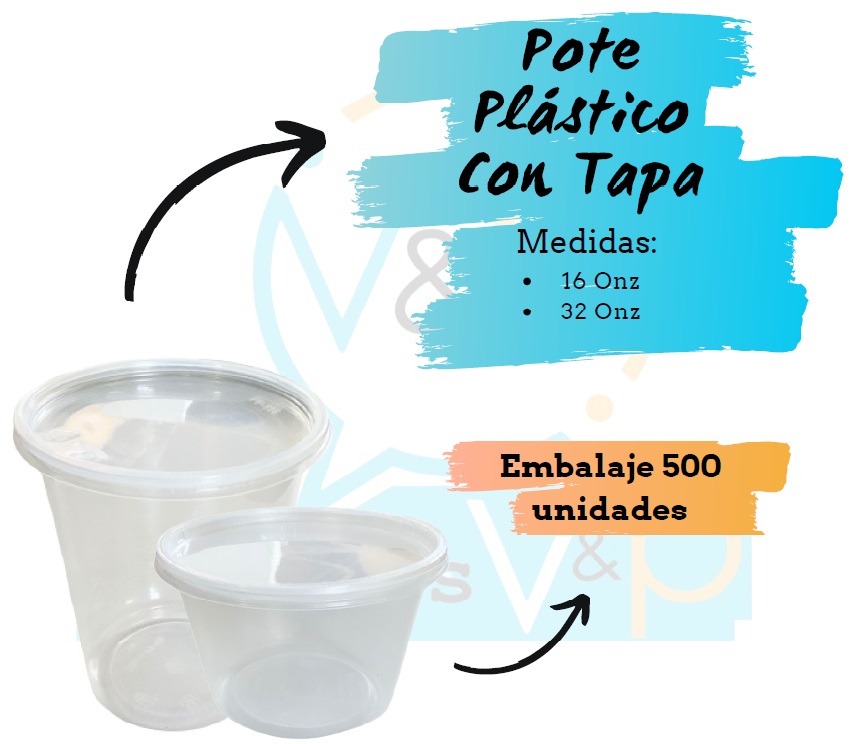 Pote
Plástico
Con Tapa
Medidas:
• 16 Onz
• 32 Onz
Embalaje 500
unidades
&
&
s
v
p